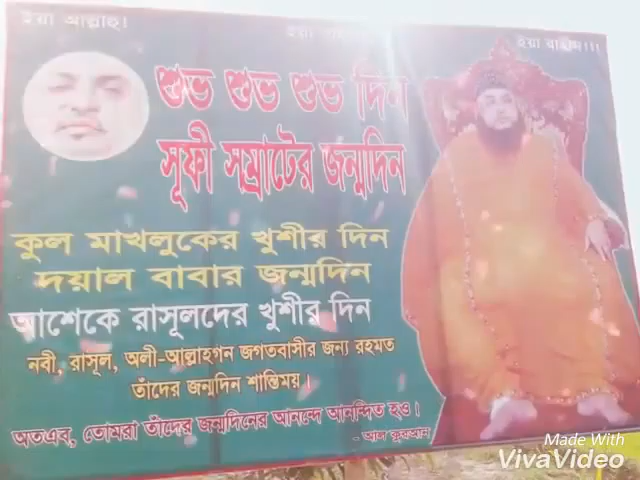 ইয়া আল্লাহ!
ইয়া
শুভ শুভ শুভ দিন
সূফী সম্রাটের জন্মদিন
কুল মাখলুকের খুশীর দিন
দয়াল বাবার জন্মদিন
আশেকে রাসূলদের খুশীর দিন
নবী, রাসূল, অলী-আল্লাহগন জগতবাসীর জন্য রহমত
তাঁদের জন্মদিন শান্তিময়।
অতএব, তোমরা তাঁদের জন্মদিনের আনন্দে আনন্দিত হও।
- আল কুরআন
Made With
VivaVideo